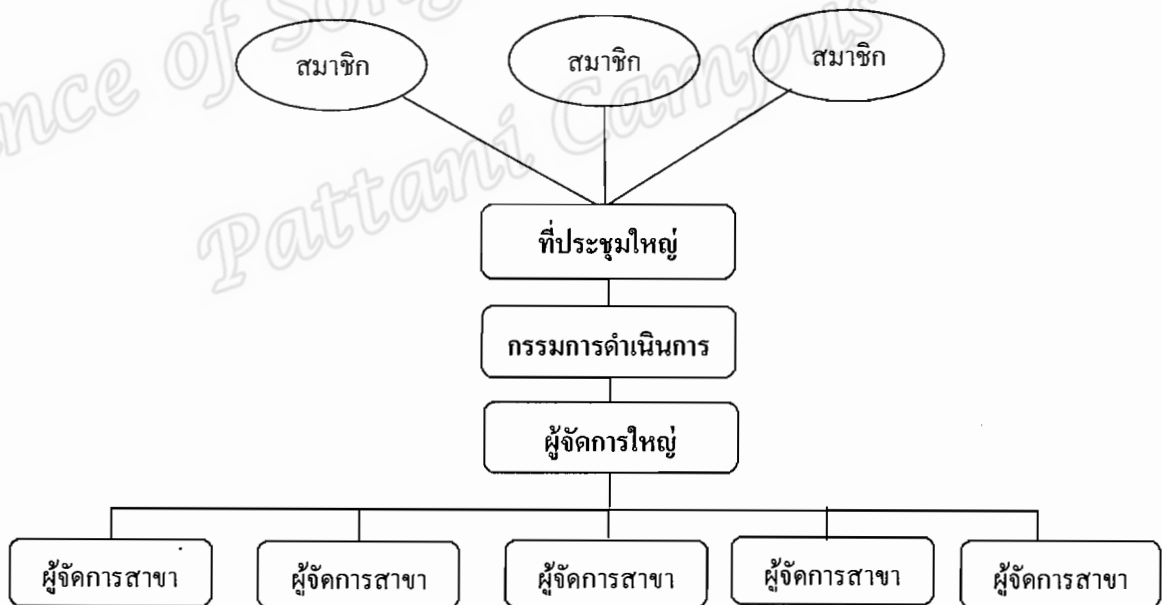 nce of Song
Pattani Campus
สมาชิก
สมาชิก
สมาชิก
ที่ประชุมใหญ่
กรรมการดำเนินการ
ผู้จัดการใหญ่
ผู้จัดการสาขา
ผู้จัดการสาขา
ผู้จัดการสาขา
ผู้จัดการสาขา
ผู้จัดการสาขา